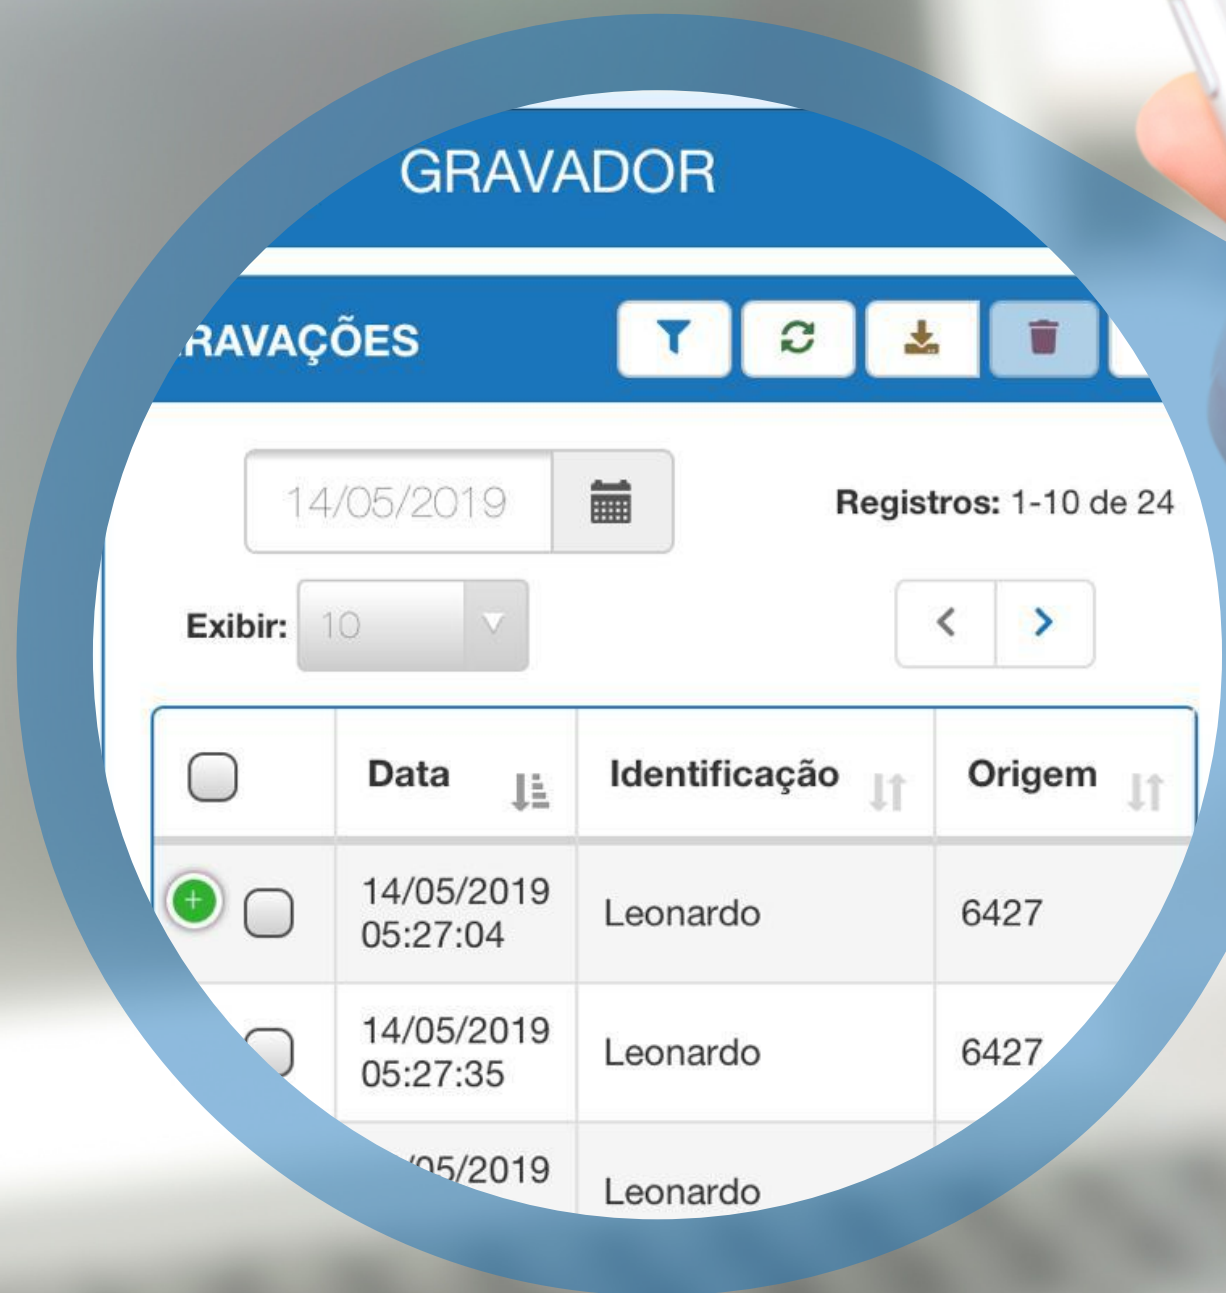 GRAVADOR
RAVAÇÕES
14/05/2019
Registros: 1-10 de 24
Exibir: 10
Data Identificação Origem
14/05/2019
05:27:04
Leonardo 6427
14/05/2019
05:27:35
Leonardo 6427
/05/2019
Leonardo